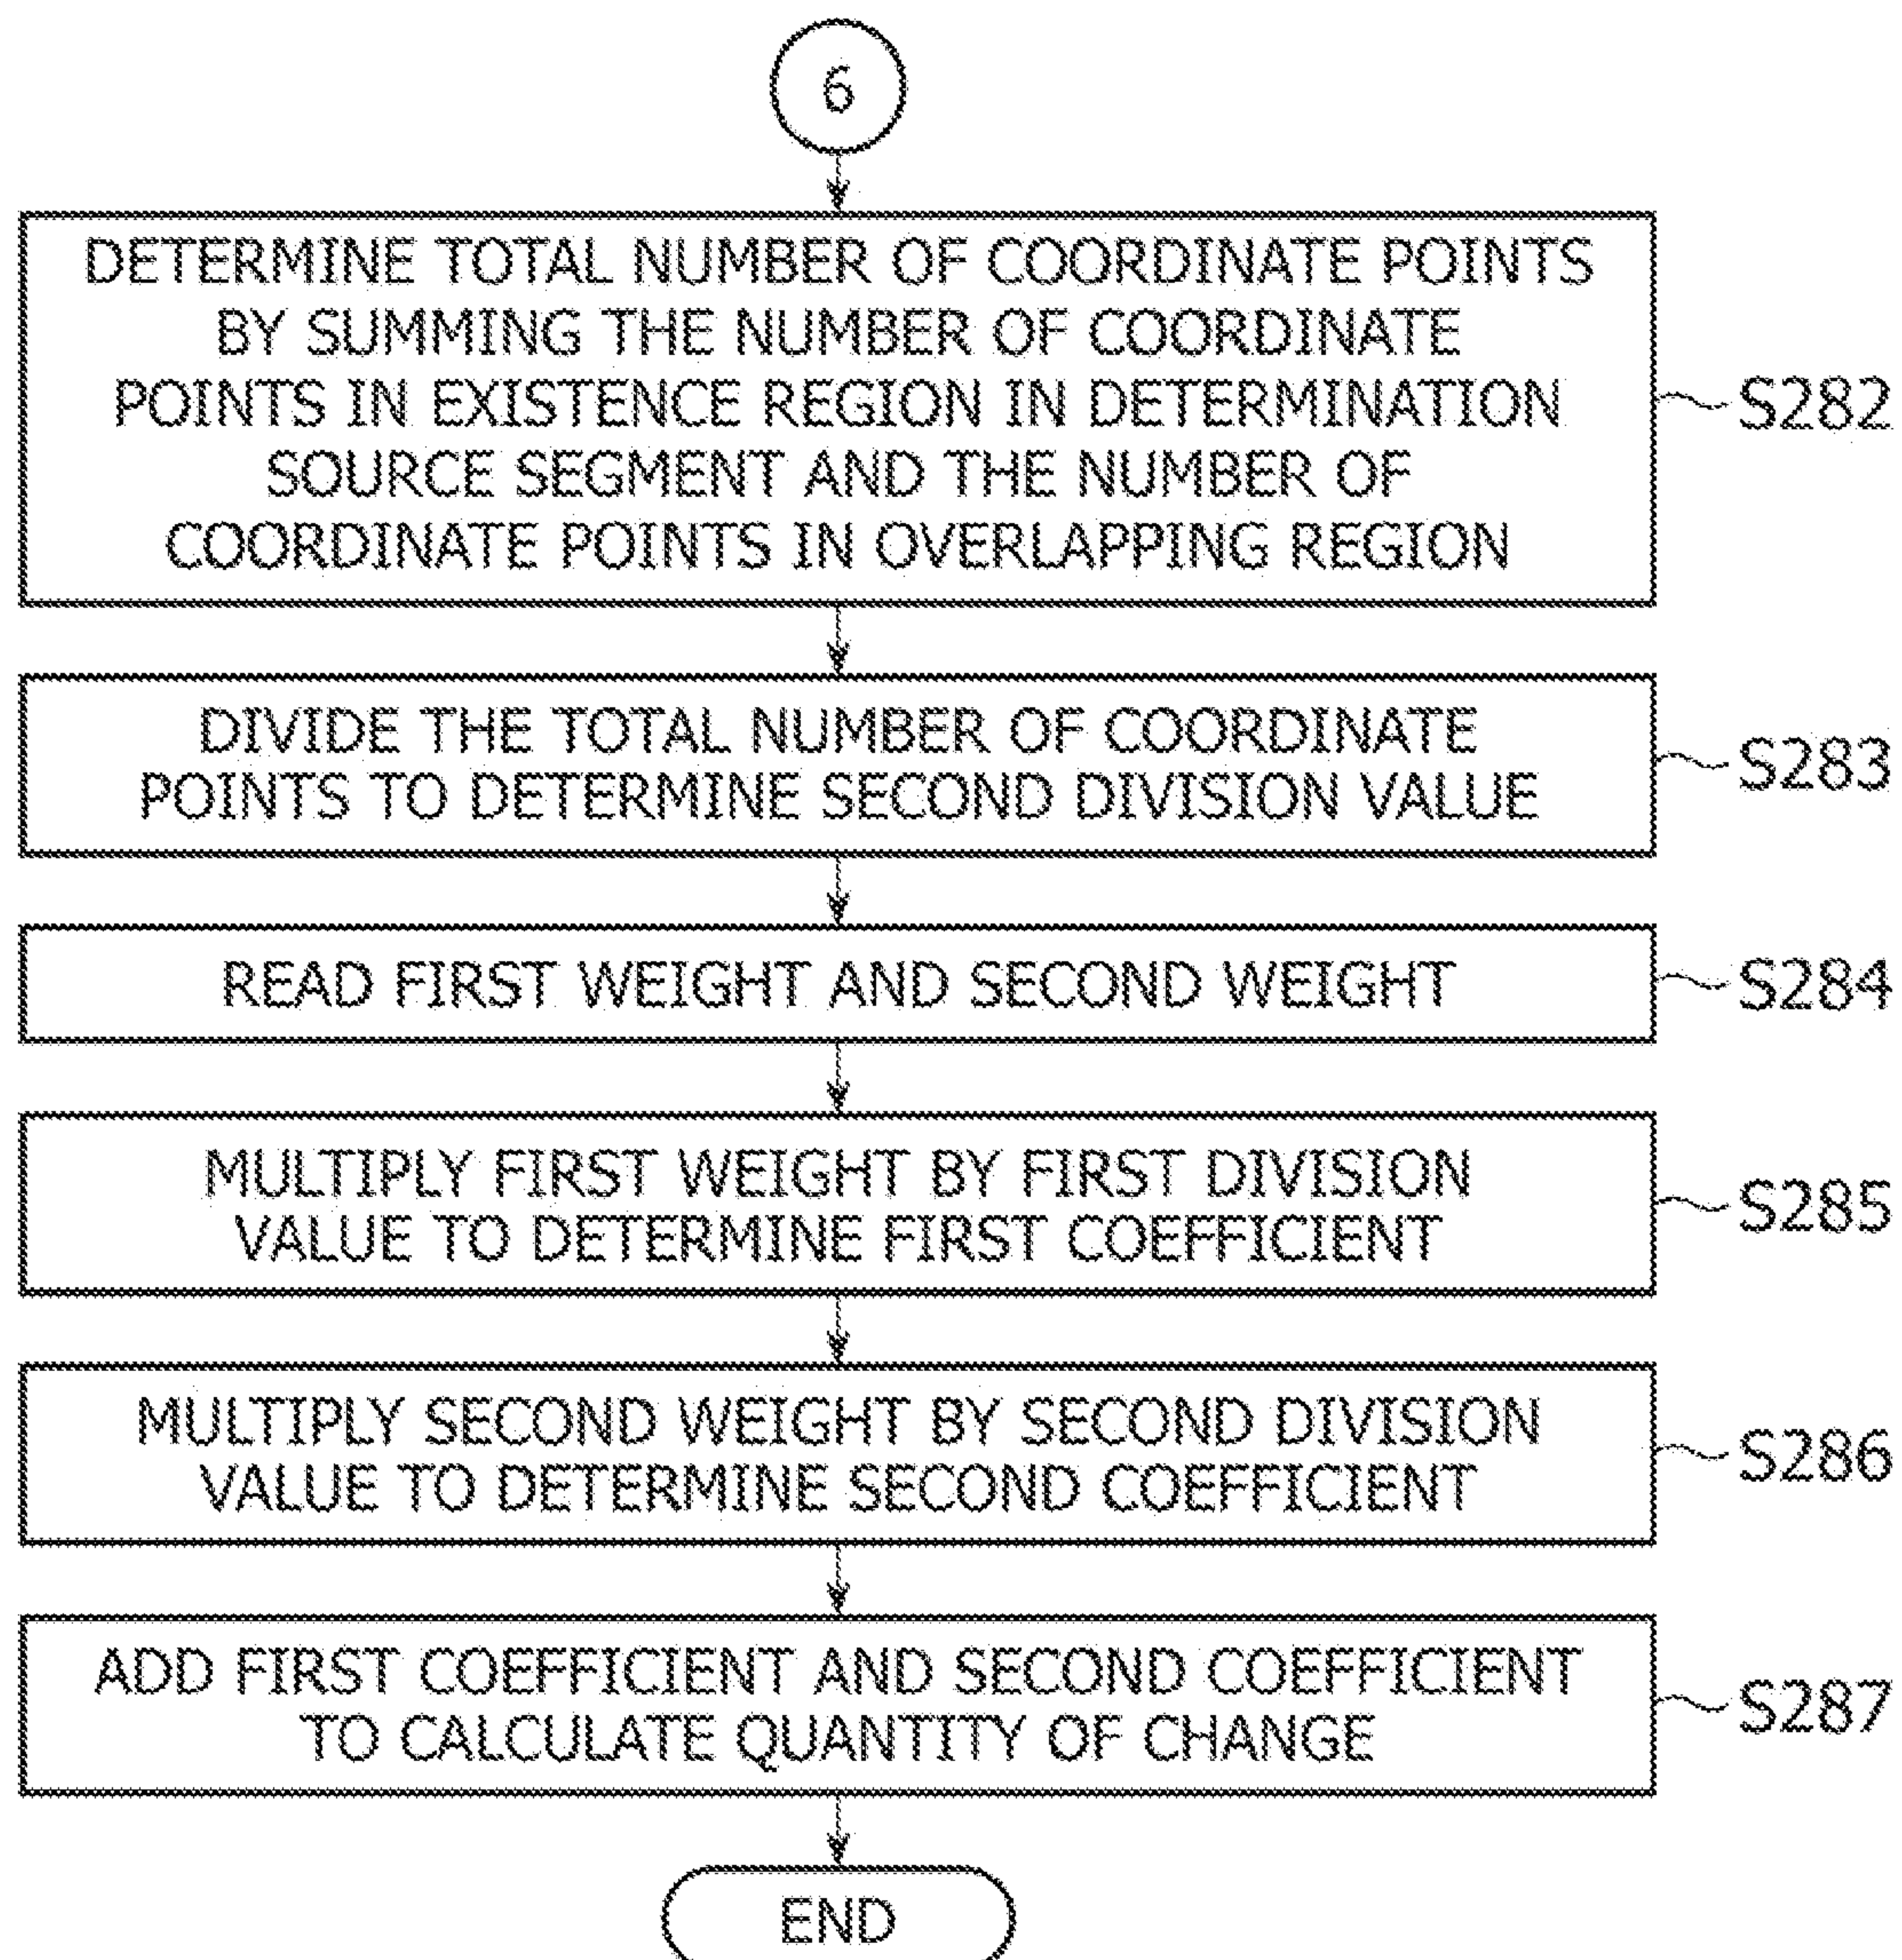 6
DETERMINE TOTAL NUMBER OF COORDINATE POINTS
BY SUMMING THE NUMBER OF COORDINATE
POINTS IN EXISTENCE REGION IN DETERMINATION
SOURCE SEGMENT AND THE NUMBER OF
COORDINATE POINTS IN OVERLAPPING REGION
S282
DIVIDE THE TOTAL NUMBER OF COORDINATE
POINTS TO DETERMINE SECOND DIVISION VALUE
S283
READ FIRST WEIGHT AND SECOND WEIGHT
S284
MULTIPLY FIRST WEIGHT BY FIRST DIVISION
VALUE TO DETERMINE FIRST COEFFICIENT
S285
MULTIPLY SECOND WEIGHT BY SECOND DIVISION
VALUE TO DETERMINE SECOND COEFFICIENT
S286
ADD FIRST COEFFICIENT AND SECOND COEFFICIENT
TO CALCULATE QUANTITY OF CHANGE
S287
END